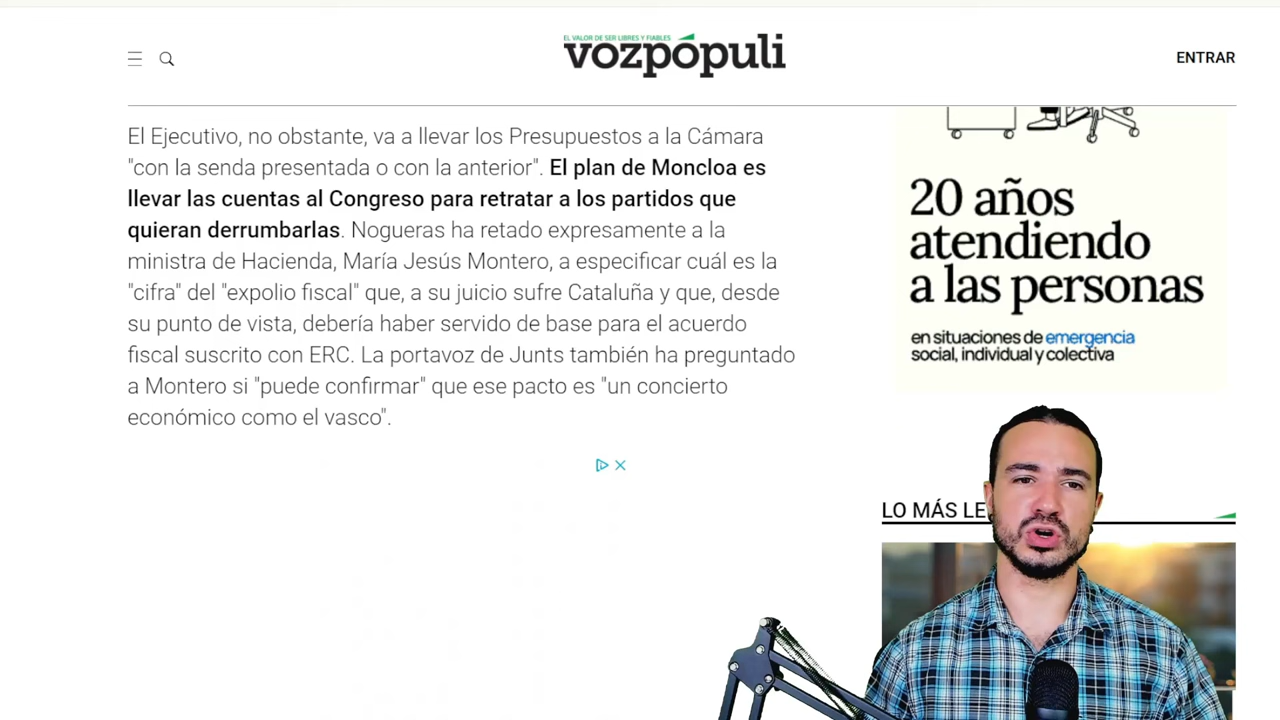 EL VALOR DE SER LIBRES Y FIABLES
vozpópuli
ENTRAR
El Ejecutivo, no obstante, va a llevar los Presupuestos a la Cámara
"con la senda presentada o con la anterior". El plan de Moncloa es
llevar las cuentas al Congreso para retratar a los partidos que
quieran derrumbarlas. Nogueras ha retado expresamente a la
ministra de Hacienda, María Jesús Montero, a especificar cuál es la
"cifra" del "expolio fiscal" que, a su juicio sufre Cataluña y que, desde
su punto de vista, debería haber servido de base para el acuerdo
fiscal suscrito con ERC. La portavoz de Junts también ha preguntado
a Montero si "puede confirmar" que ese pacto es "un concierto
económico como el vasco".
20 años
atendiendo
a las personas
en situaciones de emergencia
social, individual y colectiva
LO MÁS LE